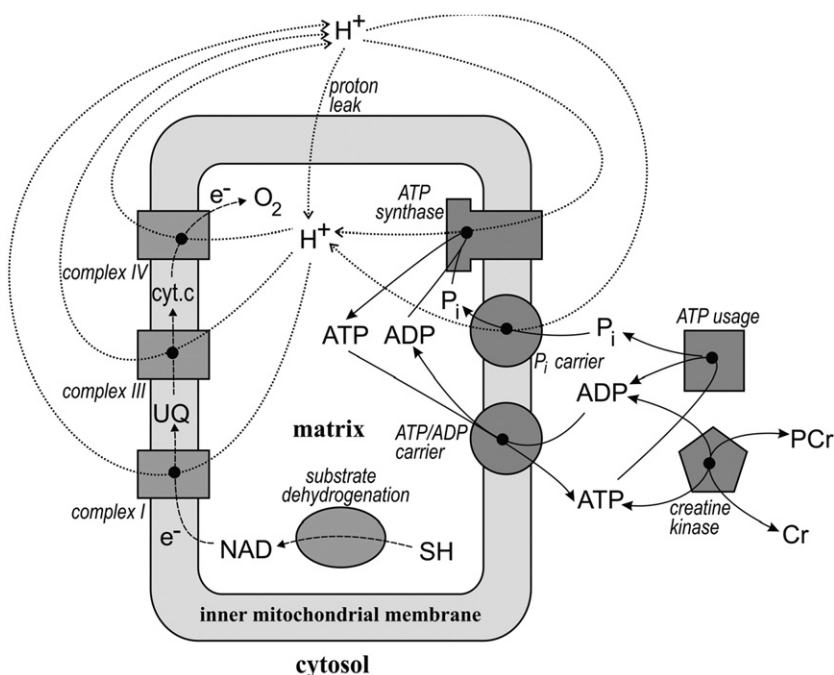 H+
proton
leak
e- O2
ATP
synthase
H+
complex IV
cyt.c
Pi
Pi
ATP usage
ATP ADP
Pi carrier
complex III
ADP
UQ
matrix
ATP/ADP
carrier
PCr
substrate
dehydrogenation
ATP
creatine
kinase
complex I
e-
NAD
SH
Cr
inner mitochondrial membrane
cytosol